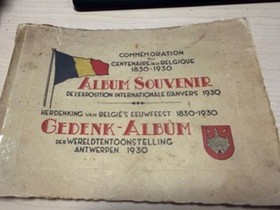 COMMÉMORATION
DU
CENTENAIRE DE LA BELGIQUE
1830-1930
ALBUM SOUVENIR
DE L'EXPOSITION INTERNATIONALE D'ANVERS 1930
HERDENKING VAN BELGIË'S EEUWFEEST 1830-1930
GEDENK-ALBÚM
DER WERELDTENTOONSTELLING
ANTWERPEN 1930